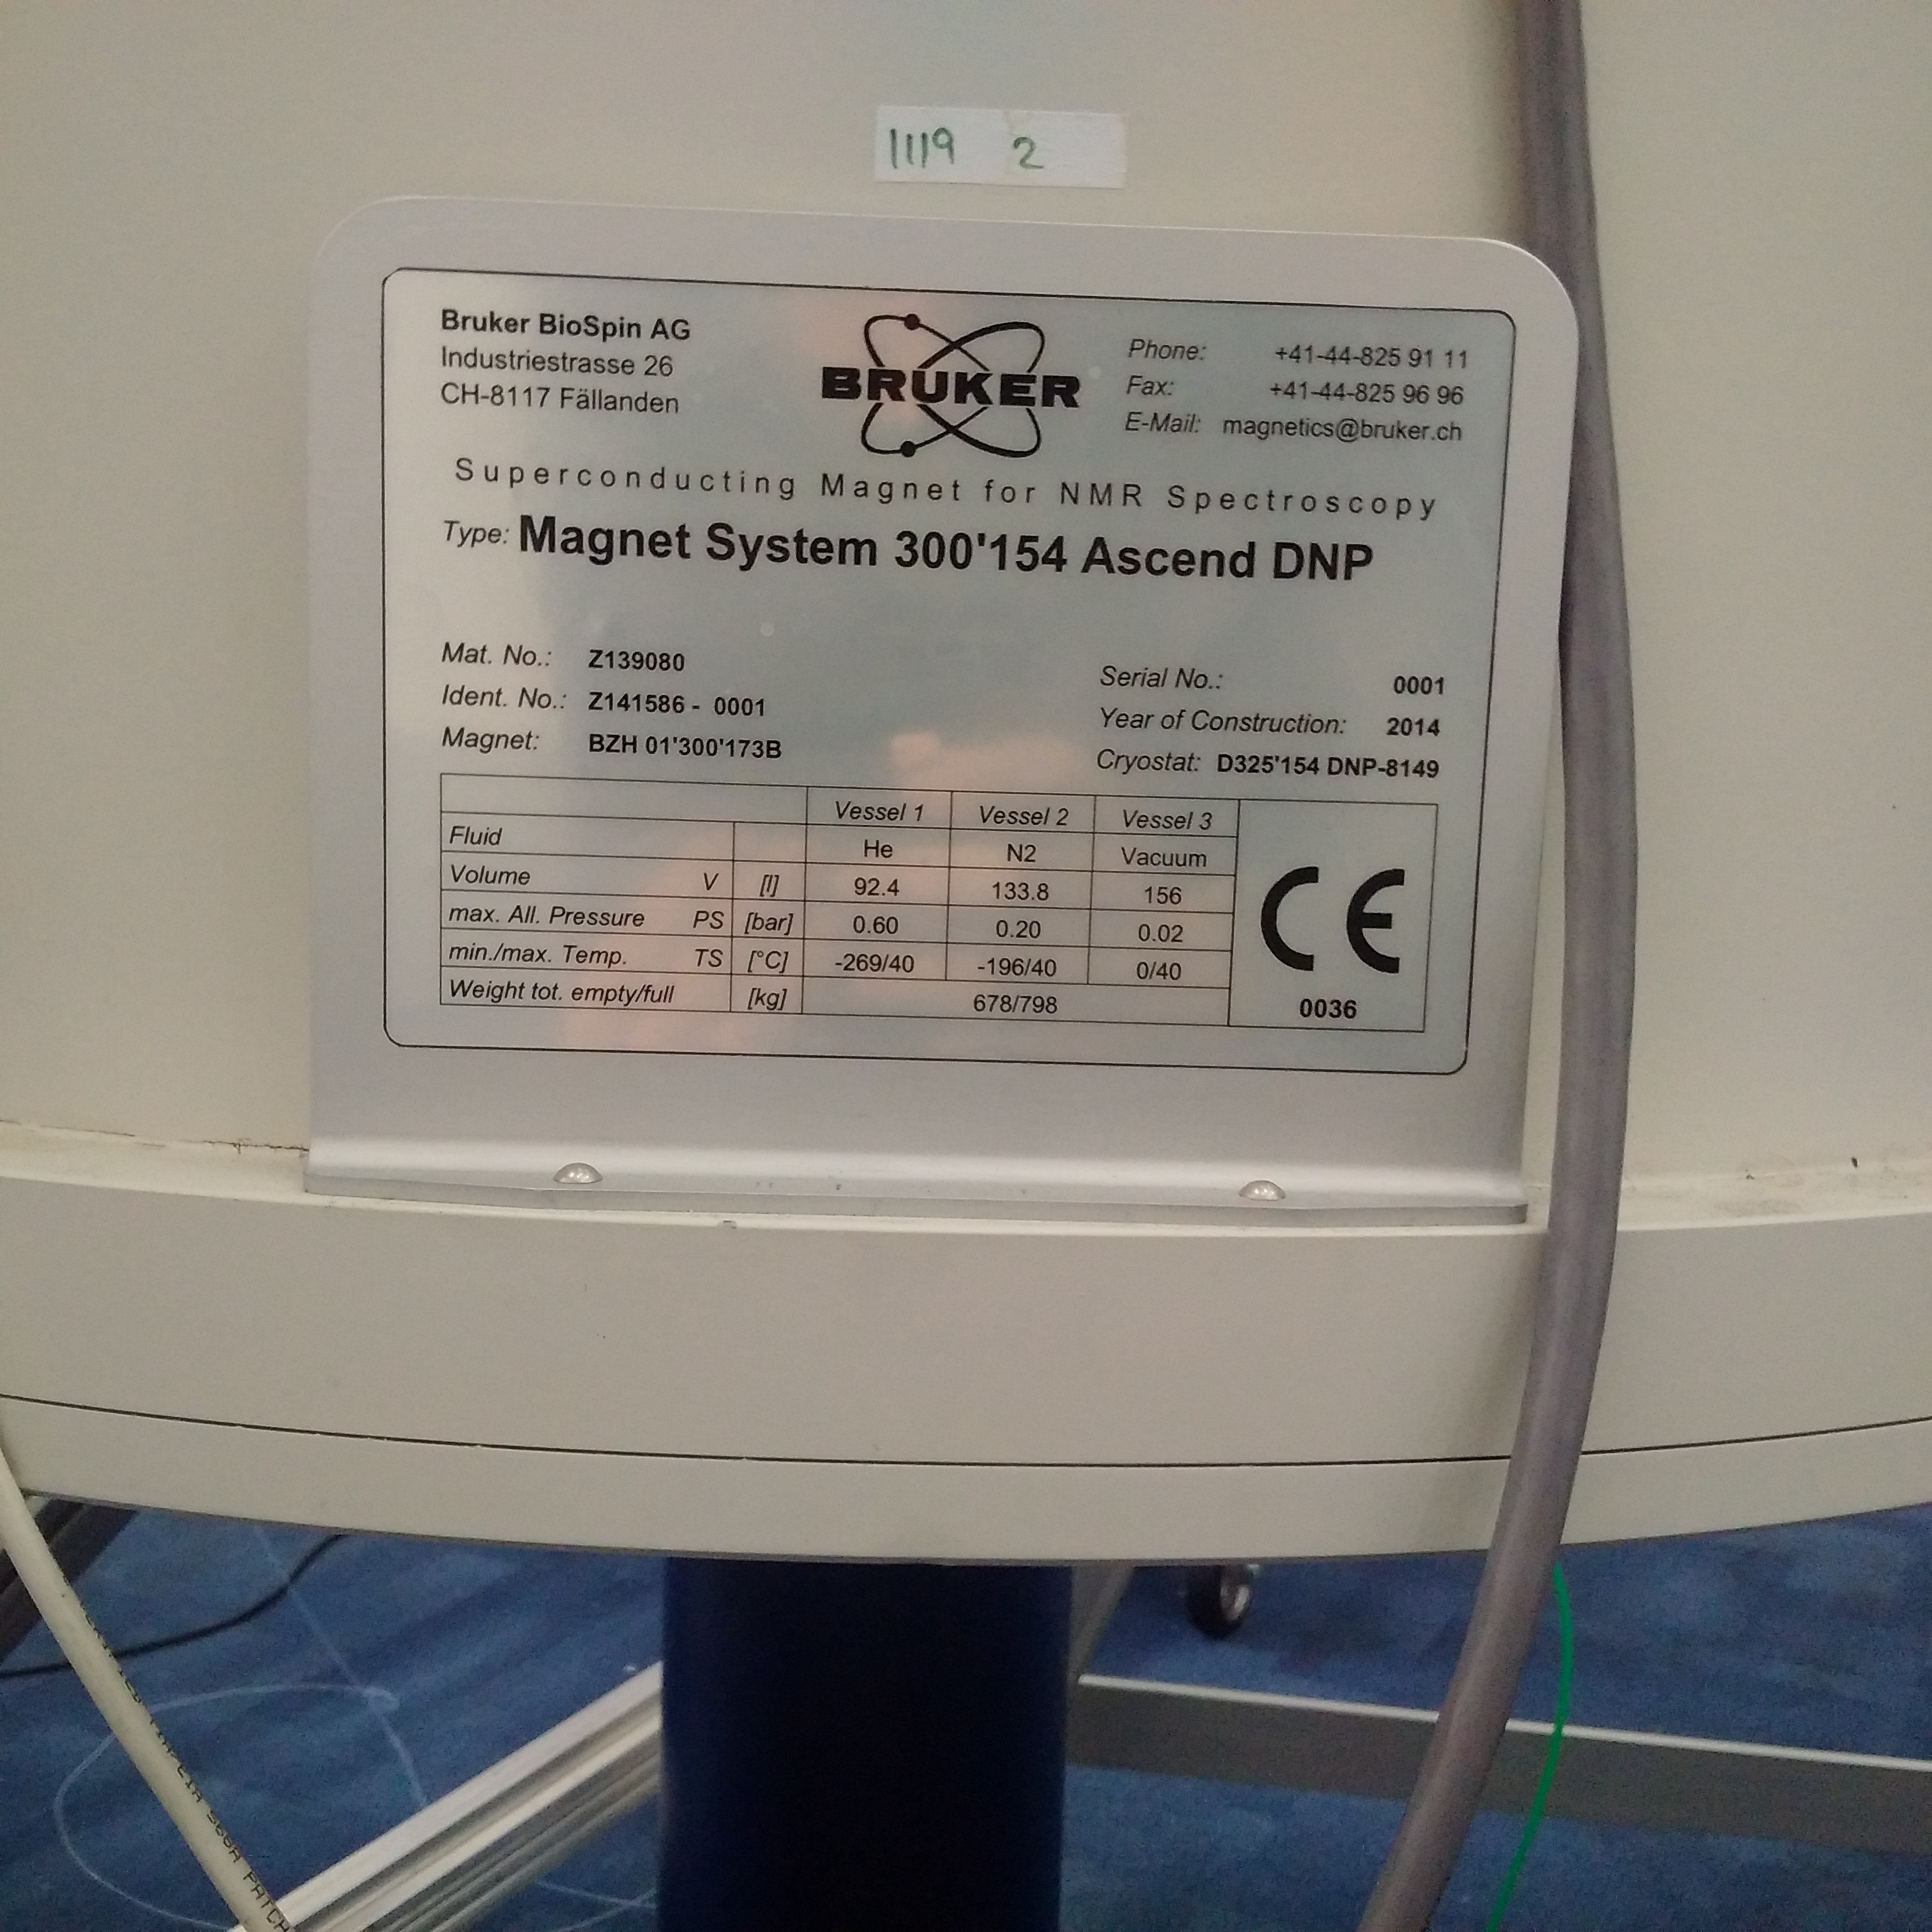 1119 2
Bruker BioSpin AG
Industriestrasse 26
CH-8117 Fällanden
BRUKER
Phone: +41-44-825 91 11
Fax: +41-44-825 96 96
E-Mail: magnetics@bruker.ch
Superconducting Magnet for NMR Spectroscopy
Type: Magnet System 300'154 Ascend DNP
Mat. No.: Z139080
Ident. No.: Z141586 - 0001
Magnet: BZH 01'300'173B
Serial No.: 0001
Year of Construction: 2014
Cryostat: D325'154 DNP-8149
Vessel 1 Vessel 2 Vessel 3
Fluid He N2 Vacuum
Volume V [l] 92.4 133.8 156
max. All. Pressure PS [bar] 0.60 0.20 0.02
min./max. Temp. TS [°C] -269/40 -196/40 0/40
Weight tot. empty/full [kg] 678/798
CE
0036
PATCH